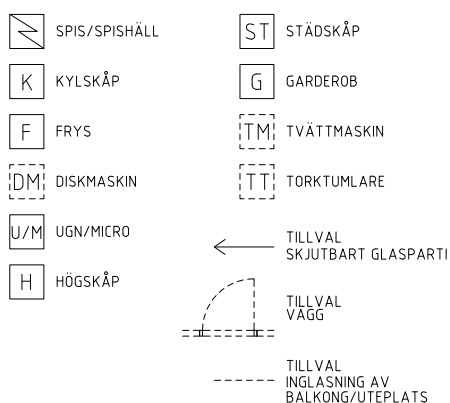 SPIS/SPISHÄLL
K KYLSKÅP
F FRYS
DM DISKMASKIN
U/M UGN/MICRO
H HÖGSKÅP
ST STÄDSKÅP
G GARDEROB
TM TVÄTTMASKIN
TT TORKTUMLARE
TILLVAL
SKJUTBART GLASPARTI
TILLVAL
VÄGG
TILLVAL
INGLASNING AV
BALKONG/UTEPLATS